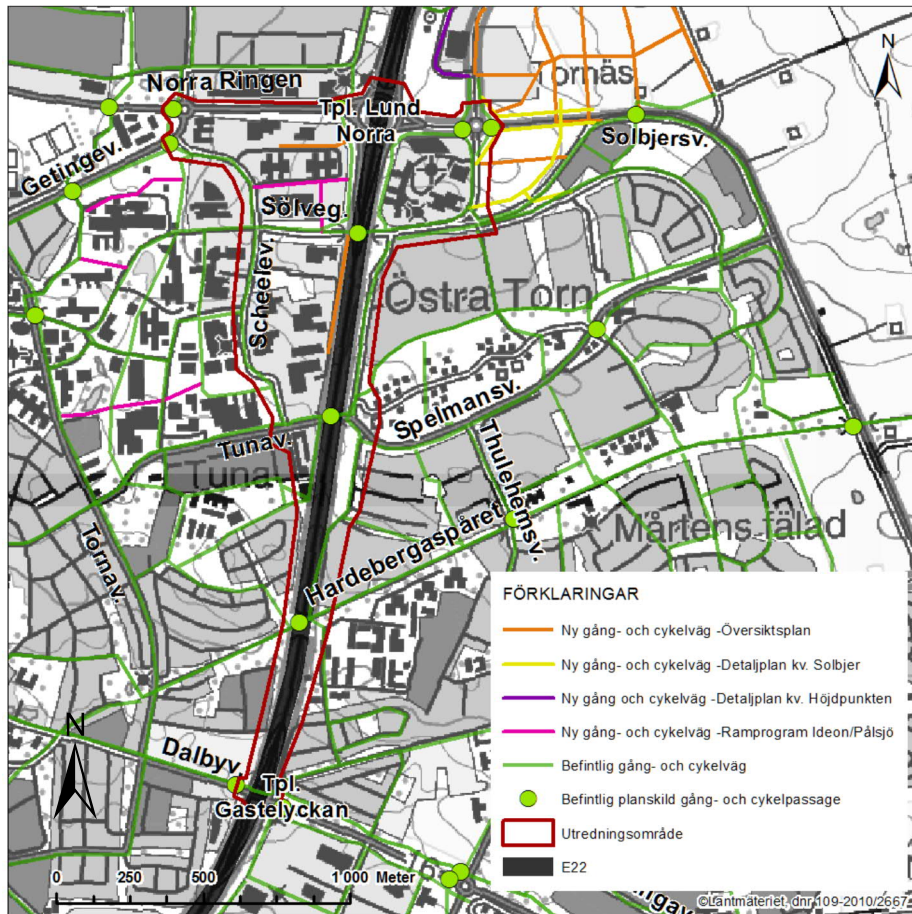 Norra Ringen
Tornäs
N
Tpl. Lund
Norra
Solbjersv.
Getingev.
Sölveg.
Scheelev.
Östra Torn
Spelmansv.
Tunav.
Tuna
Thulehemsv.
Hardebergaspåret
Mårtens fälad
Tornav.
N
Dalbyv.
Tpl.
Gastelyckan
FÖRKLARINGAR
Ny gång- och cykelväg -Översiktsplan
Ny gång- och cykelväg -Detaljplan kv. Solbjer
Ny gång och cykelväg -Detaljplan kv. Höjdpunkten
Ny gång- och cykelväg -Ramprogram Ideon/Pålsjö
Befintlig gång- och cykelväg
Befintlig planskild gång- och cykelpassage
Utredningsområde
E22
0 250 500 1 000 Meter
©Lantmäteriet, dnr 109-2010/2667